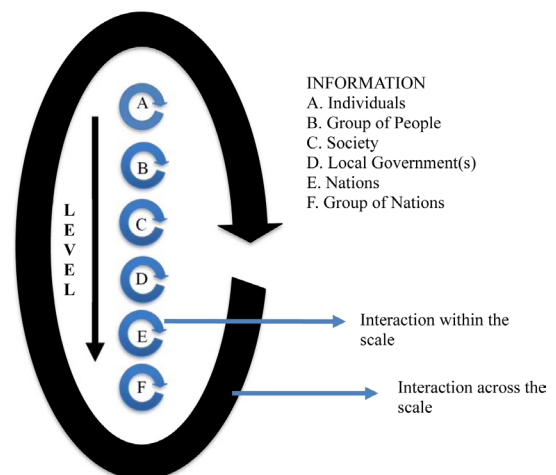 INFORMATION
A. Individuals
B. Group of People
C. Society
D. Local Government(s)
E. Nations
F. Group of Nations
A
B
C
D
E
F
LEVEL
Interaction within the
scale
Interaction across the
scale